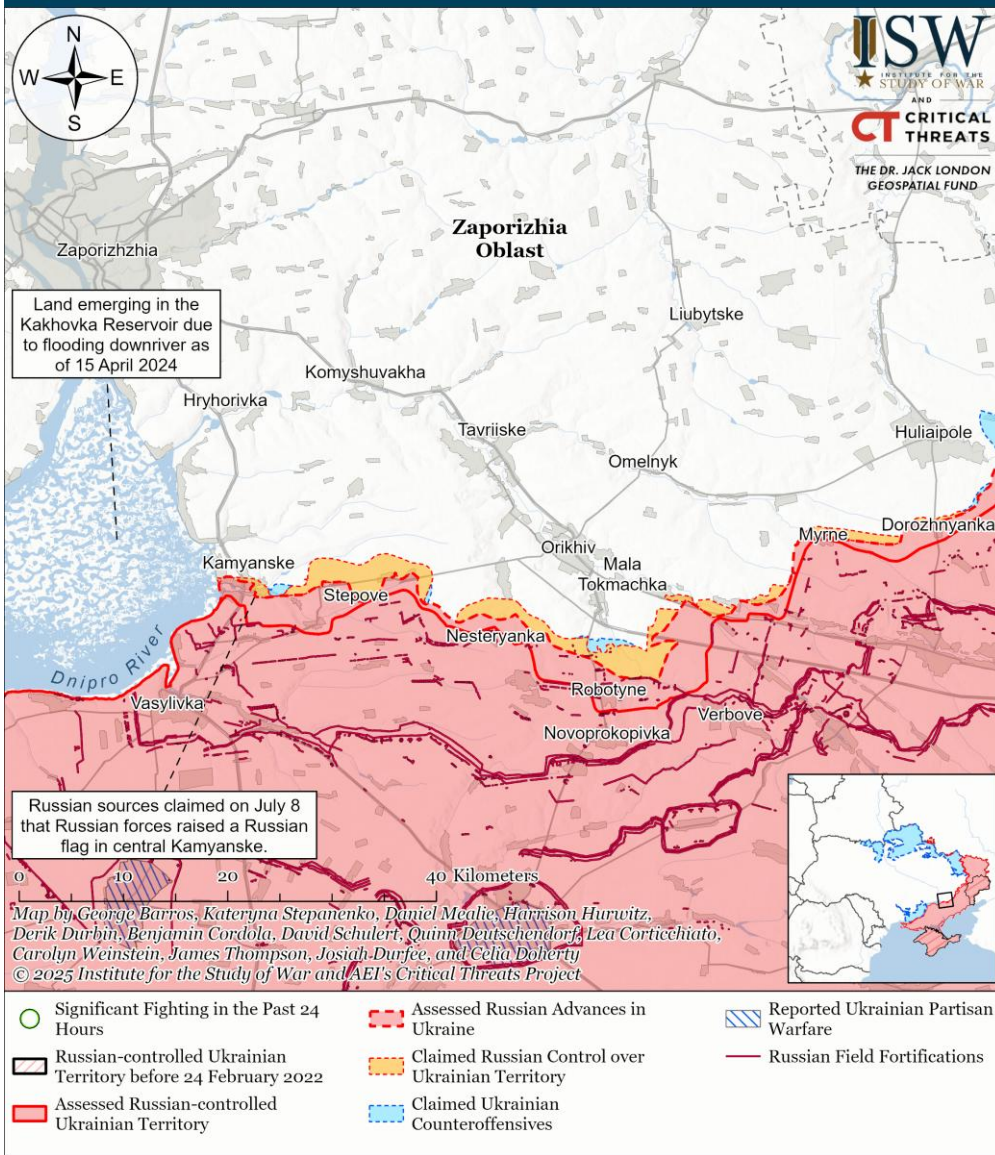 N
W E
S
ISW
INSTITUTE FOR THE
STUDY OF WAR
AND
CT CRITICAL
THREATS
THE DR. JACK LONDON
GEOSPATIAL FUND
Zaporizhia
Oblast
Zaporizhzhia
Land emerging in the
Kakhovka Reservoir due
to flooding downriver as
of 15 April 2024
Liubytske
Komyshuvakha
Hryhorivka
Tavriiske
Huliaipole
Omelnyk
Dorozhnyanka
Myrne
Orikhiv
Kamyanske
Mala
Tokmachka
Stepove
Nesteryanka
Dnipro River
Robotyne
Vasylivka
Verbove
Novoprokopivka
Russian sources claimed on July 8
that Russian forces raised a Russian
flag in central Kamyanske.
0 10 20 40 Kilometers
Map by George Barros, Kateryna Stepanenko, Daniel Mealie, Harrison Hurwitz,
Derik Durbin, Benjamin Cordola, David Schulert, Quinn Deutschendorf, Lea Corticchiato,
Carolyn Weinstein, James Thompson, Josiah Durfee, and Celia Doherty
© 2025 Institute for the Study of War and AEI's Critical Threats Project
Significant Fighting in the Past 24
Hours
Russian-controlled Ukrainian
Territory before 24 February 2022
Assessed Russian-controlled
Ukrainian Territory
Assessed Russian Advances in
Ukraine
Claimed Russian Control over
Ukrainian Territory
Claimed Ukrainian
Counteroffensives
Reported Ukrainian Partisan
Warfare
Russian Field Fortifications